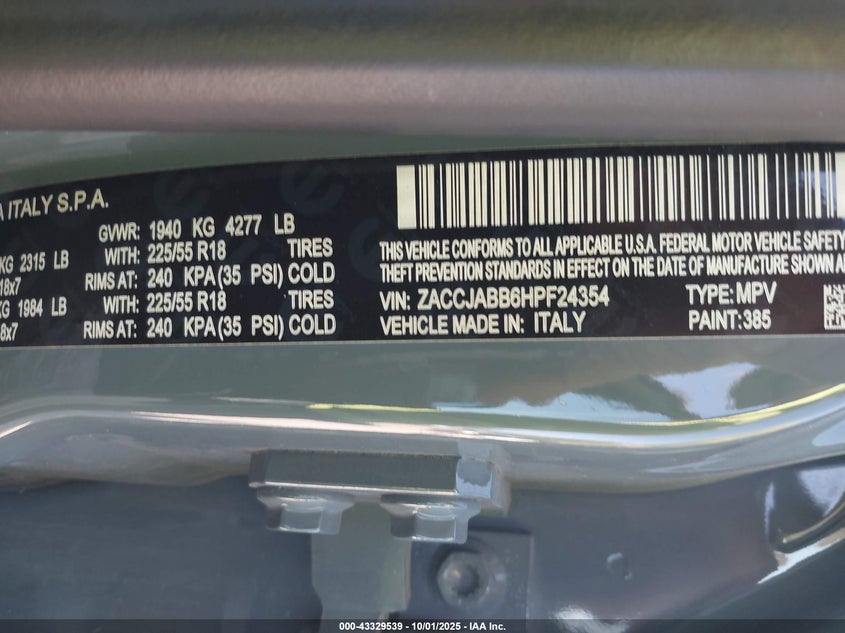 A ITALY S.P.A.
GVWR: 1940 KG 4277 LB
KG 2315 LB WITH: 225/55 R18 TIRES
18x7 RIMS AT: 240 KPA(35 PSI) COLD
KG 1984 LB WITH: 225/55 R18 TIRES
8x7 RIMS AT: 240 KPA(35 PSI) COLD
THIS VEHICLE CONFORMS TO ALL APPLICABLE U.S.A. FEDERAL MOTOR VEHICLE SAFETY
THEFT PREVENTION STANDARDS IN EFFECT ON THE DATE OF MANUFACTURE SHOWN A
VIN: ZACCJABB6HPF24354 TYPE: MPV
VEHICLE MADE IN: ITALY PAINT: 385
000-43329539 - 10/01/2025 - IAA Inc.